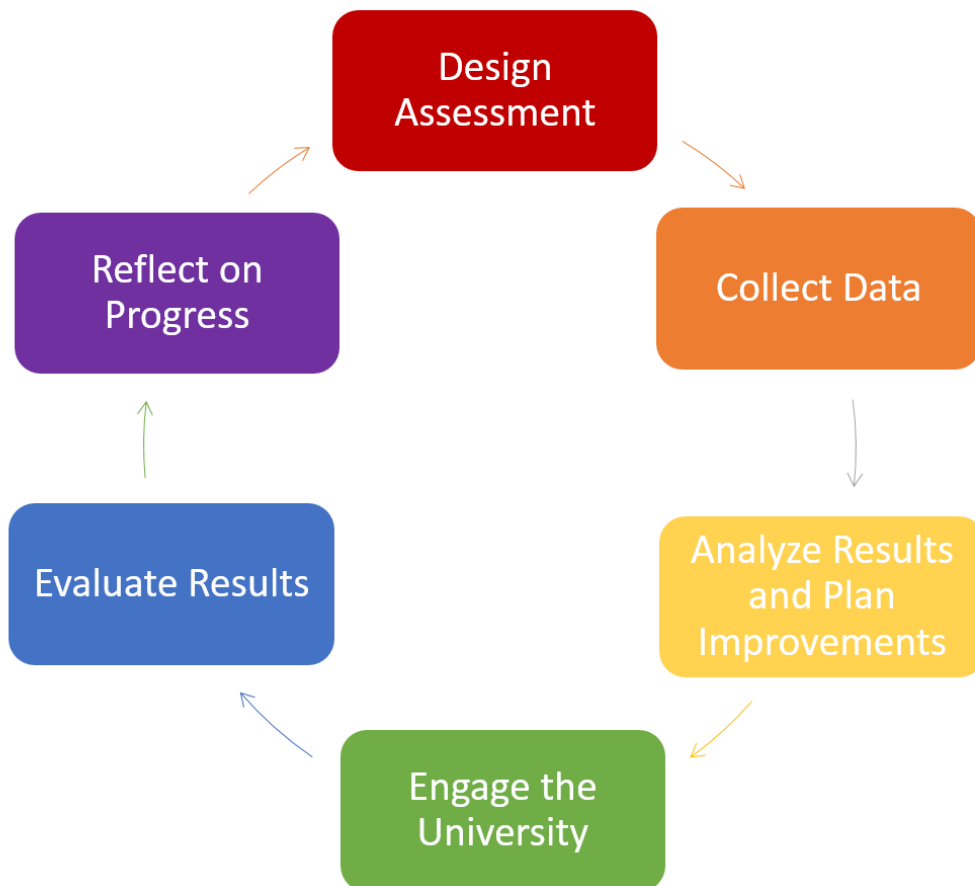 Design
Assessment
Collect Data
Analyze Results
and Plan
Improvements
Engage the
University
Evaluate Results
Reflect on
Progress